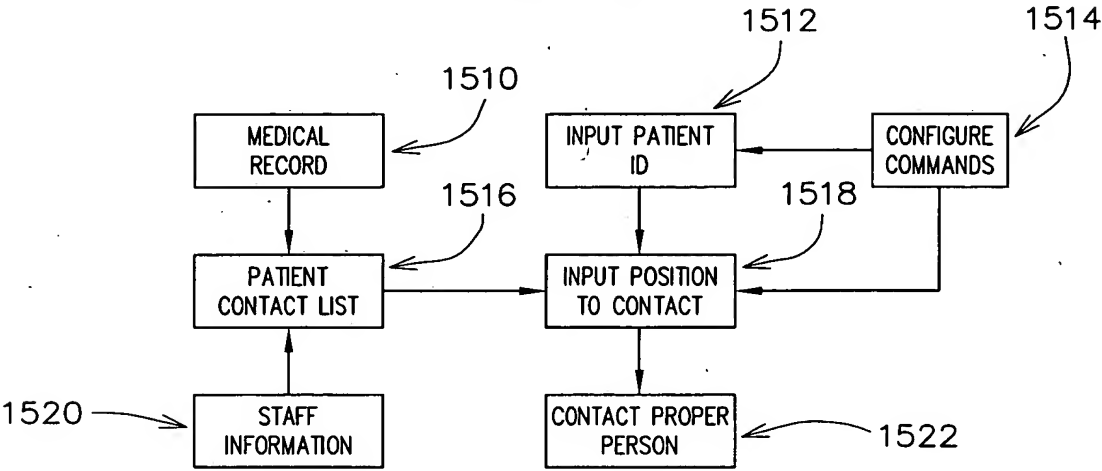 1512
1514
1510
MEDICAL
RECORD
INPUT PATIENT
ID
CONFIGURE
COMMANDS
1516
1518
PATIENT
CONTACT LIST
INPUT POSITION
TO CONTACT
1520
STAFF
INFORMATION
CONTACT PROPER
PERSON
1522